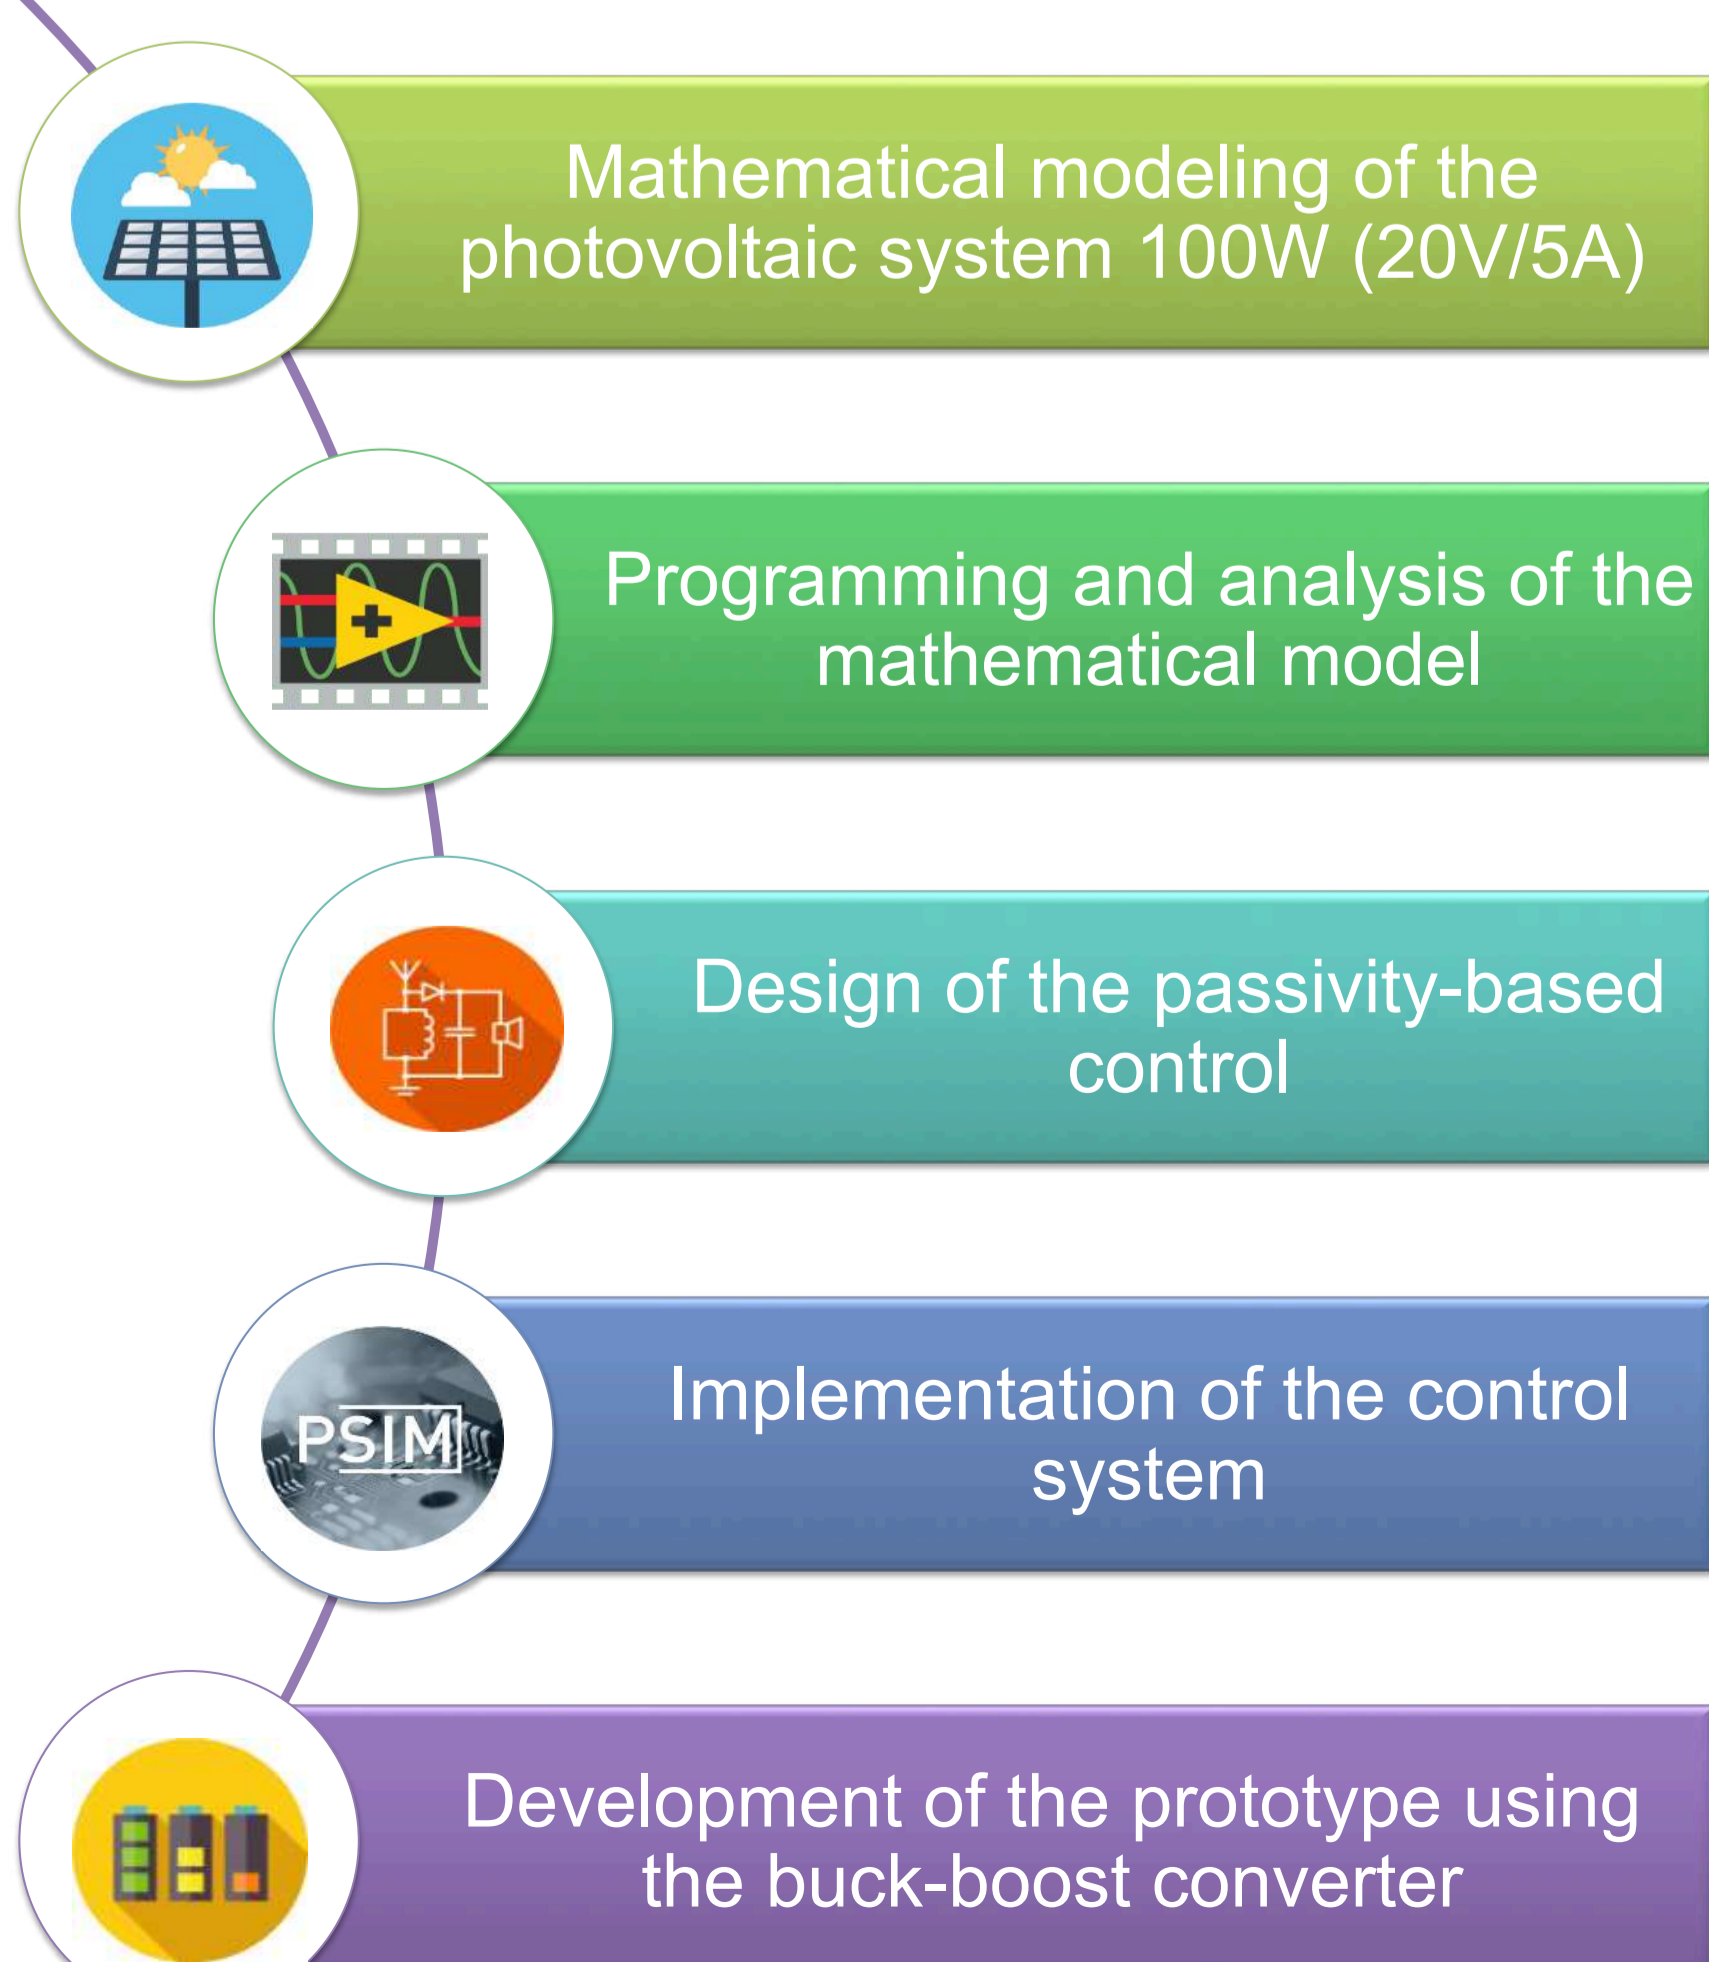 Mathematical modeling of the
photovoltaic system 100W (20V/5A)
Programming and analysis of the
mathematical model
Design of the passivity-based
control
PSIM
Implementation of the control
system
Development of the prototype using
the buck-boost converter